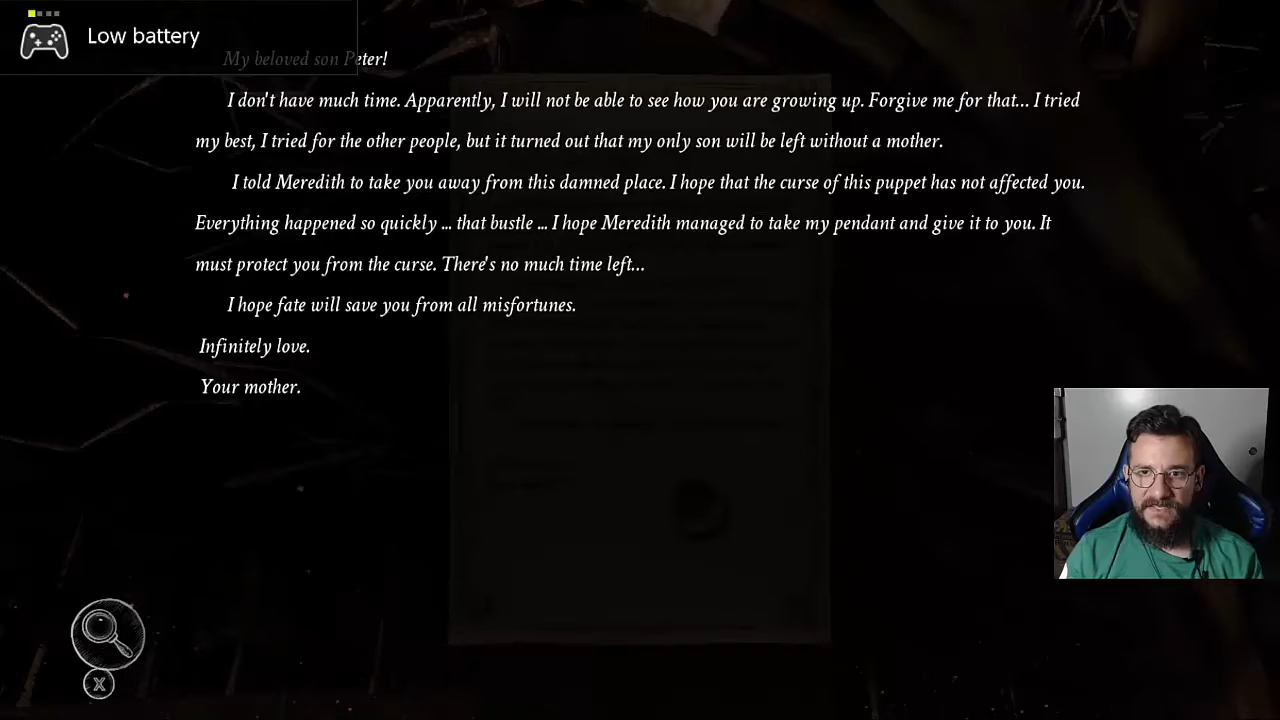 Low battery
My beloved son Peter!
I don't have much time. Apparently, I will not be able to see how you are growing up. Forgive me for that... I tried
my best, I tried for the other people, but it turned out that my only son will be left without a mother.
I told Meredith to take you away from this damned place. I hope that the curse of this puppet has not affected you.
Everything happened so quickly ... that bustle ... I hope Meredith managed to take my pendant and give it to you. It
must protect you from the curse. There's no much time left...
I hope fate will save you from all misfortunes.
Infinitely love.
Your mother.
X